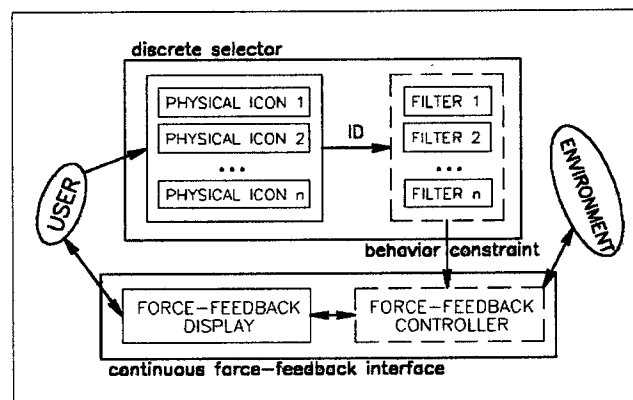 discrete selector
PHYSICAL ICON 1
PHYSICAL ICON 2
...
PHYSICAL ICON n
ID
FILTER 1
FILTER 2
...
FILTER n
USER
ENVIRONMENT
behavior constraint
FORCE-FEEDBACK
DISPLAY
FORCE-FEEDBACK
CONTROLLER
continuous force-feedback interface